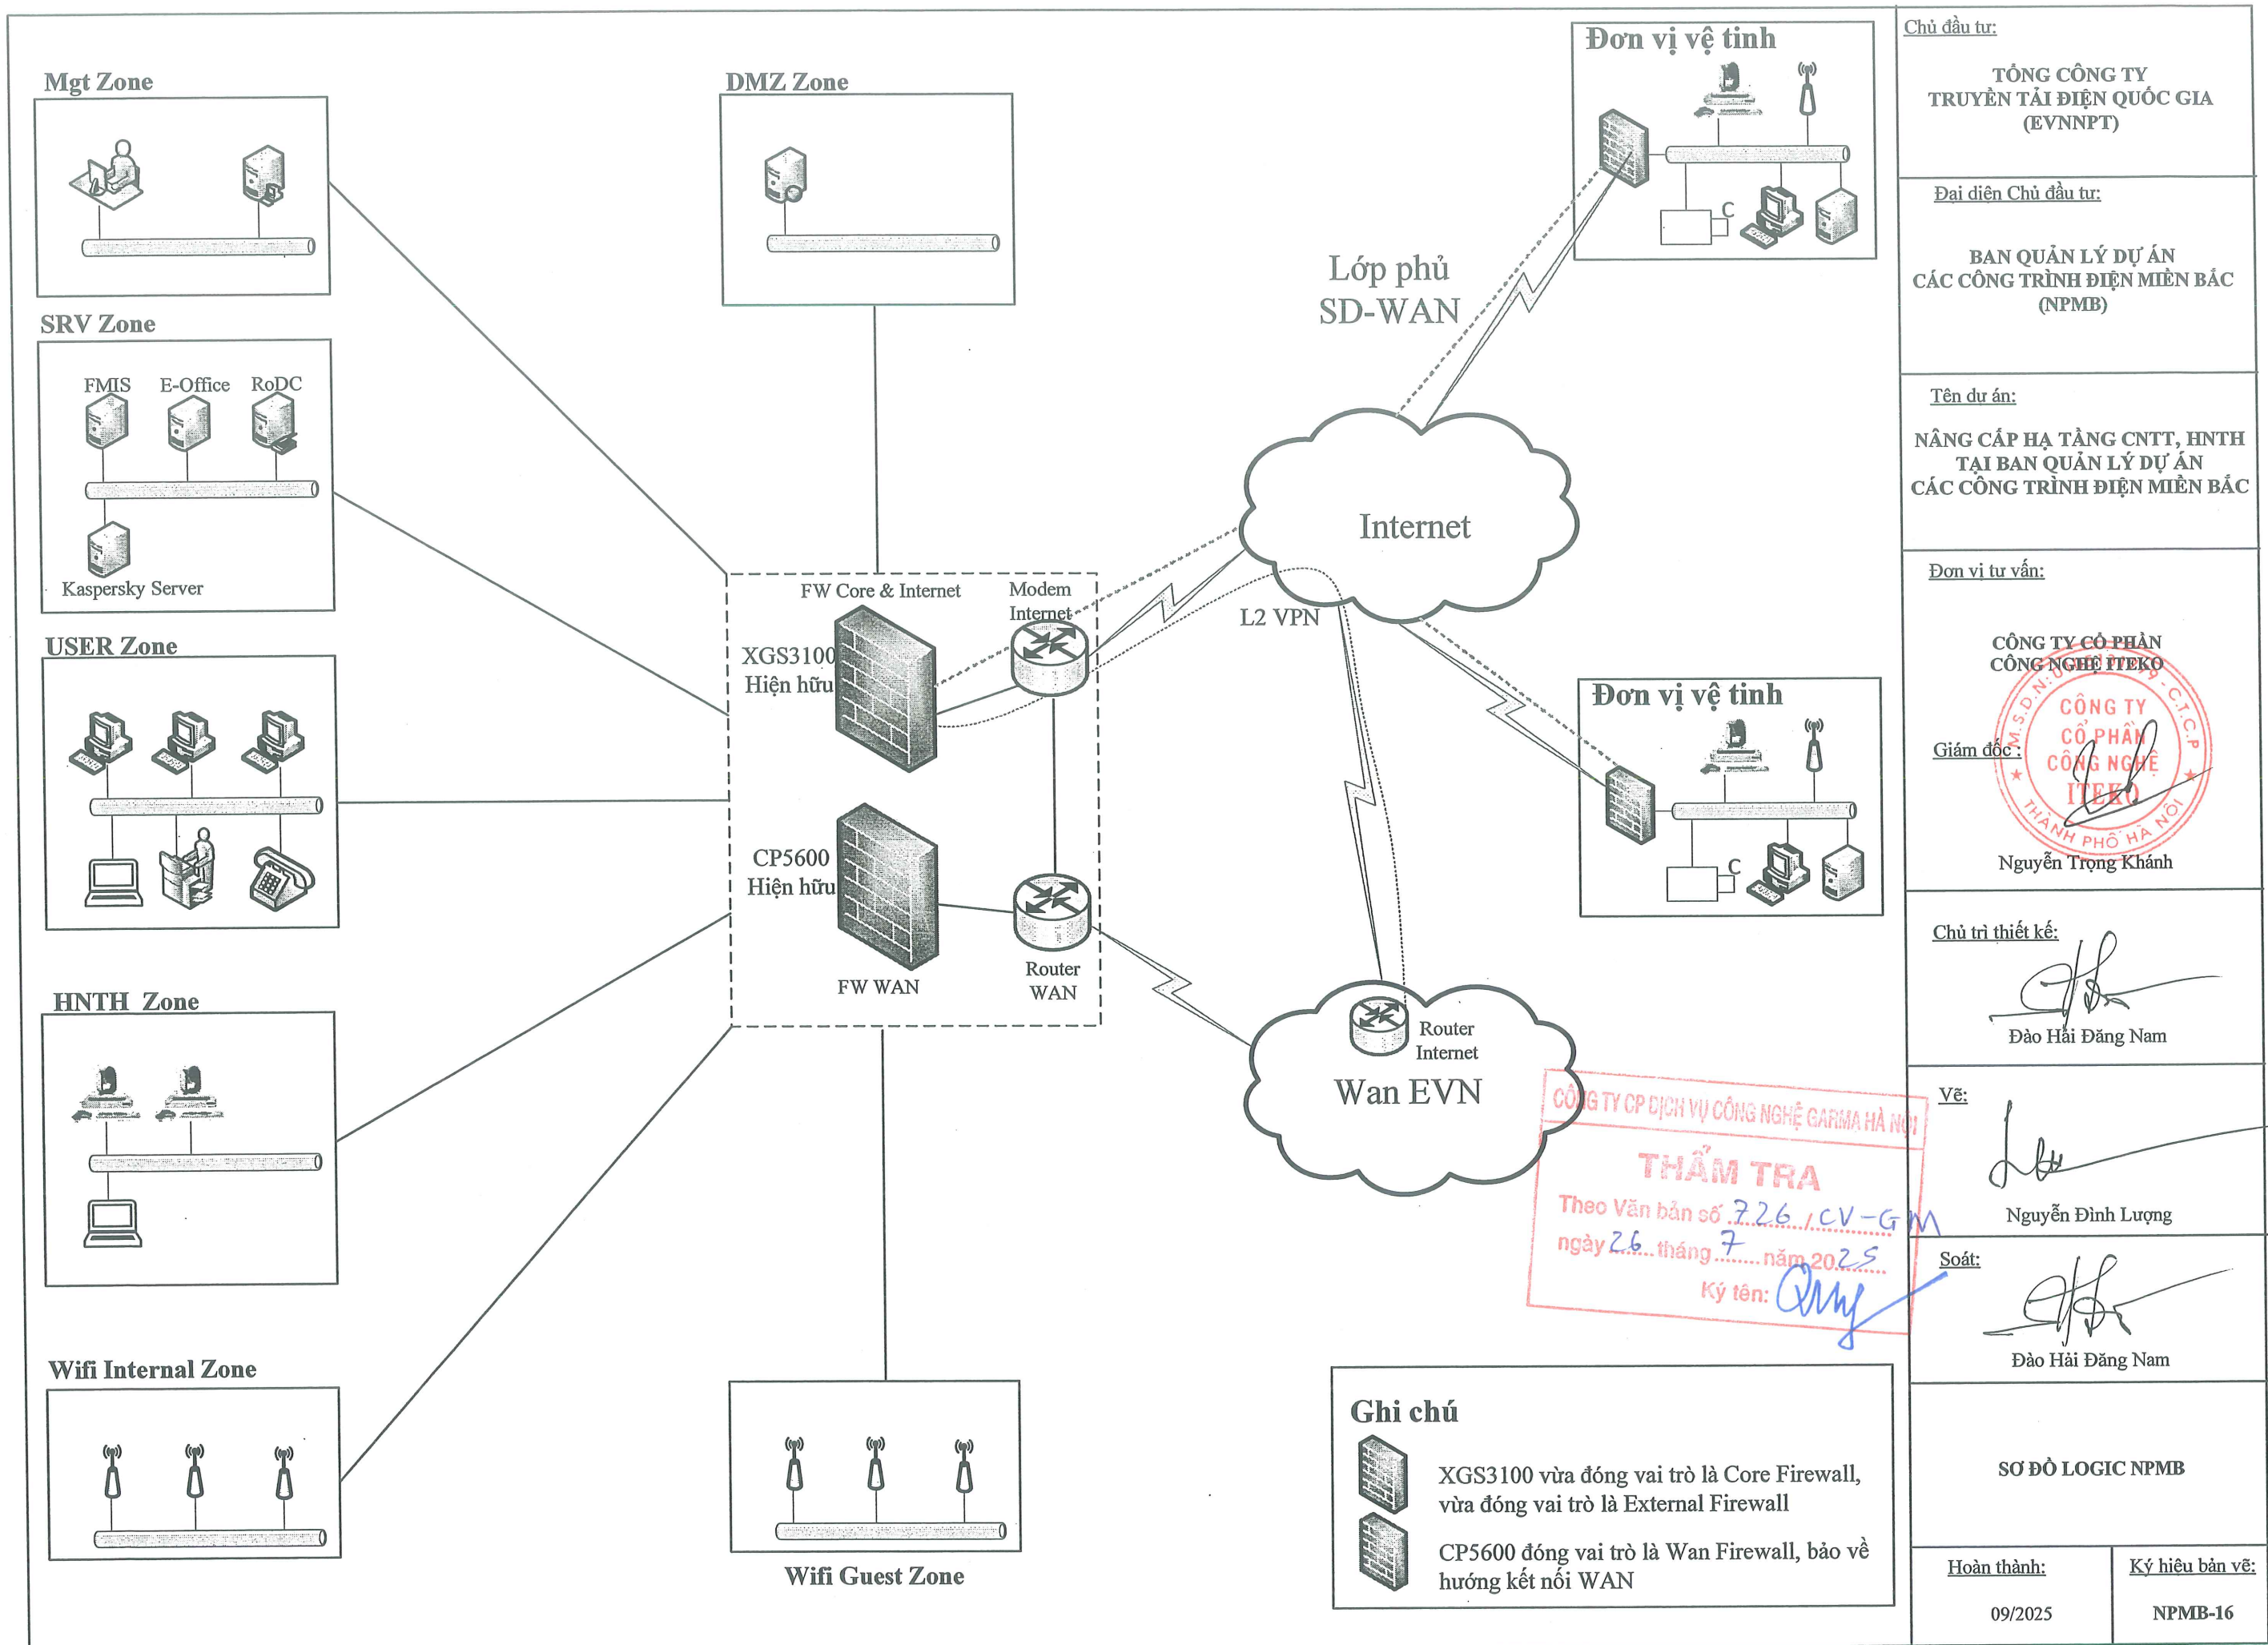 Mgt Zone
DMZ Zone
Đơn vị vệ tinh
C
SRV Zone
FMIS E-Office RoDC
Kaspersky Server
Lớp phủ
SD-WAN
Internet
USER Zone
FW Core & Internet
Modem
Internet
L2 VPN
XGS3100
Hiện hữu
CP5600
Hiện hữu
FW WAN
Router
WAN
Đơn vị vệ tinh
C
HNTH Zone
Router
Internet
Wan EVN
Wifi Internal Zone
Wifi Guest Zone
CÔNG TY CP DỊCH VỤ CÔNG NGHỆ GARMA HÀ NỘI
THẨM TRA
Theo Văn bản số 726 / CV-GM
ngày 26 tháng 7 năm 2025
Ký tên:
Ghi chú
XGS3100 vừa đóng vai trò là Core Firewall,
vừa đóng vai trò là External Firewall
CP5600 đóng vai trò là Wan Firewall, bảo về
hướng kết nối WAN
Chủ đầu tư:
TỔNG CÔNG TY
TRUYỀN TẢI ĐIỆN QUỐC GIA
(EVNNPT)
Đại diện Chủ đầu tư:
BAN QUẢN LÝ DỰ ÁN
CÁC CÔNG TRÌNH ĐIỆN MIỀN BẮC
(NPMB)
Tên dự án:
NÂNG CẤP HẠ TẦNG CNTT, HNTH
TẠI BAN QUẢN LÝ DỰ ÁN
CÁC CÔNG TRÌNH ĐIỆN MIỀN BẮC
Đơn vị tư vấn:
CÔNG TY CỔ PHẦN
CÔNG NGHỆ ITEKO
M.S.D.N: - C.T.C.P
CÔNG TY
CỔ PHẦN
CÔNG NGHỆ
ITEKO
THÀNH PHỐ HÀ NỘI
Giám đốc :
Nguyễn Trọng Khánh
Chủ trì thiết kế:
Đào Hải Đăng Nam
Vẽ:
Nguyễn Đình Lượng
Soát:
Đào Hải Đăng Nam
SƠ ĐỒ LOGIC NPMB
Hoàn thành:
09/2025
Ký hiệu bản vẽ:
NPMB-16